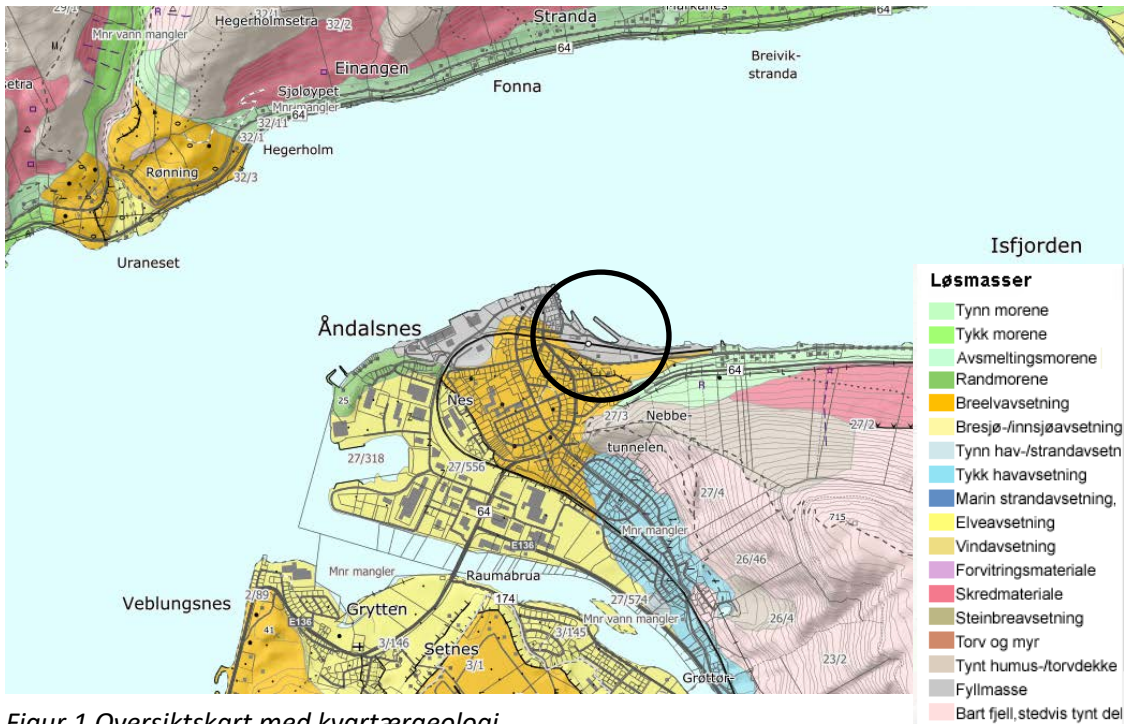 29/1
R
Hegerholmsetra
32/2
Stranda
Markanes
64
Mnr vann mangler
M
setra
Einangen
64
Breivik-
stranda
Fonna
Sjøløypet
Mnr mangler
64
32/11
32/1
Hegerholm
Rønning
32/3
Uraneset
Isfjorden
Åndalsnes
25
Nes
64
R
27/3
Nebbe-
tunnelen
27/2
27/318
27/556
27/4
715
64
Mnr mangler
E136
26/46
Mnr mangler
Raumabrua
Veblungsnes
2/89
Grytten
174
27/574
26/4
E136
41
3/146
Mnr vann mangler
3/145
Setnes
3/1
23/2
Grøttør-
Løsmasser
Tynn morene
Tykk morene
Avsmeltingsmorene
Randmorene
Breelvavsetning
Bresjø-/innsjøavsetning
Tynn hav-/strandavsetn
Tykk havavsetning
Marin strandavsetning,
Elveavsetning
Vindavsetning
Forvitringsmateriale
Skredmateriale
Steinbreavsetning
Torv og myr
Tynt humus-/torvdekke
Fyllmasse
Bart fjell,stedvis tynt del
Figur 1 Oversiktskart med kvartærgeologi